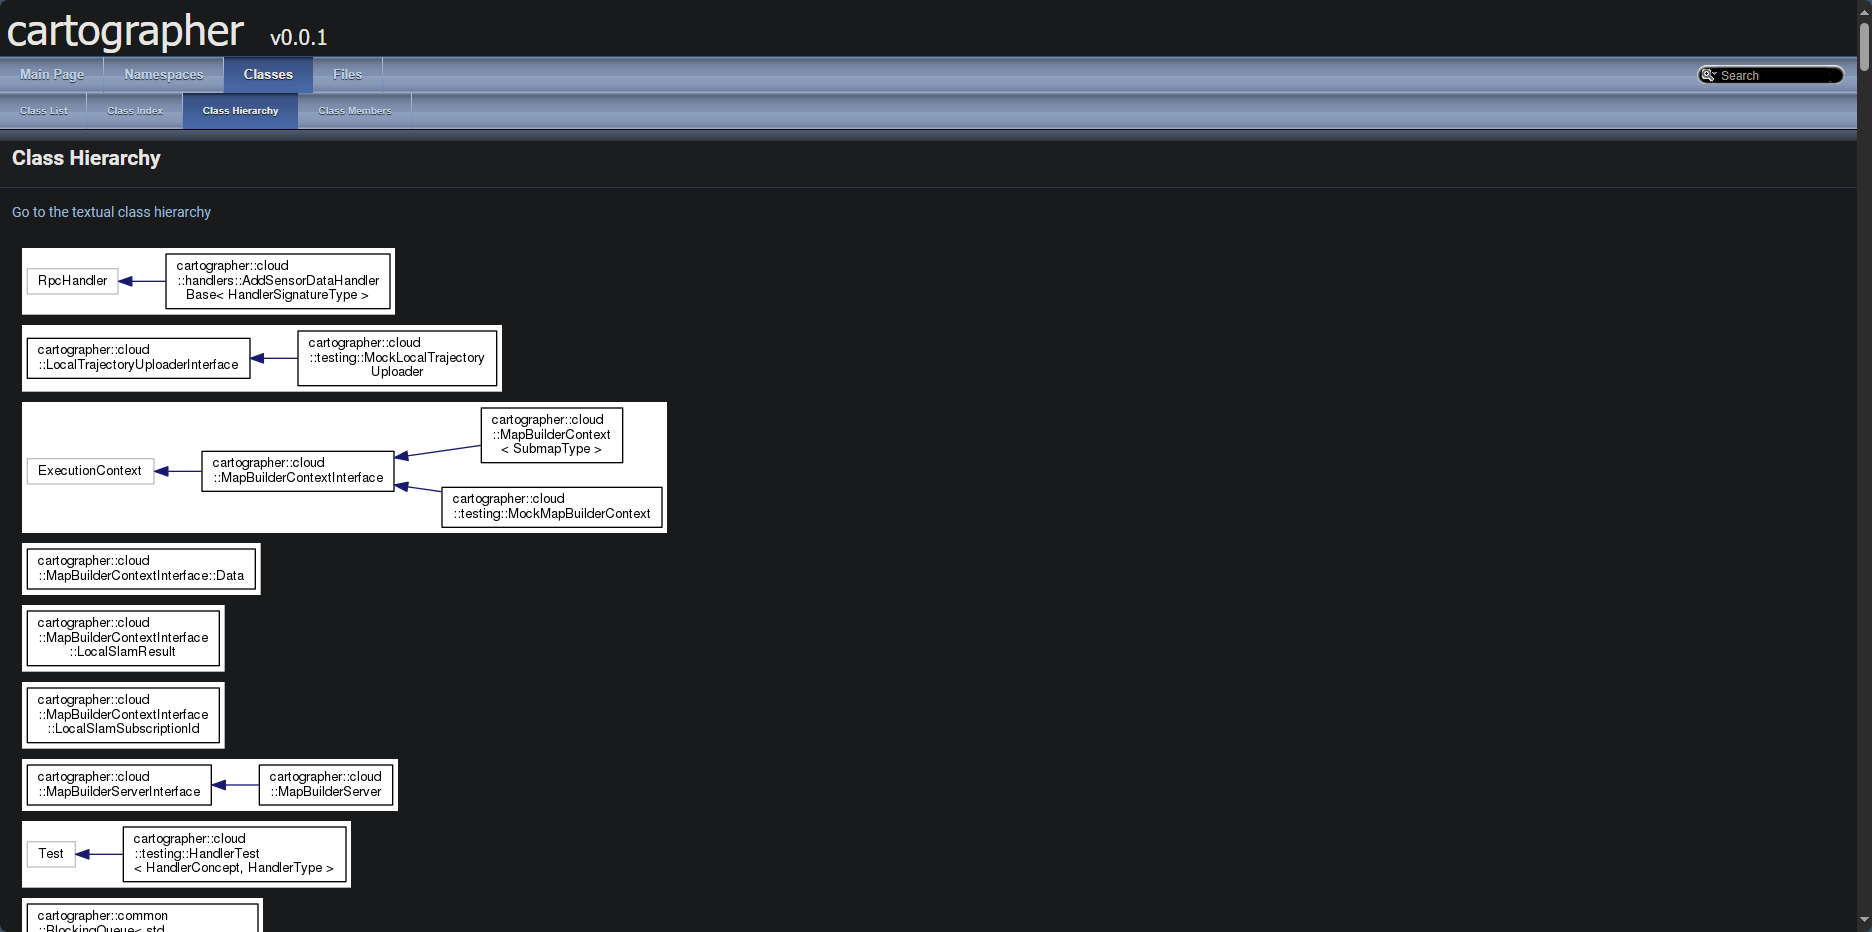 cartographer v0.0.1
Main Page Namespaces Classes Files
Search
Class List Class Index Class Hierarchy Class Members
Class Hierarchy
Go to the textual class hierarchy
RpcHandler
cartographer::cloud
::handlers::AddSensorDataHandler
Base< HandlerSignatureType >
cartographer::cloud
::LocalTrajectoryUploaderInterface
cartographer::cloud
::testing::MockLocalTrajectory
Uploader
ExecutionContext
cartographer::cloud
::MapBuilderContextInterface
cartographer::cloud
::MapBuilderContext
< SubmapType >
cartographer::cloud
::testing::MockMapBuilderContext
cartographer::cloud
::MapBuilderContextInterface::Data
cartographer::cloud
::MapBuilderContextInterface
::LocalSlamResult
cartographer::cloud
::MapBuilderContextInterface
::LocalSlamSubscriptionId
cartographer::cloud
::MapBuilderServerInterface
cartographer::cloud
::MapBuilderServer
Test
cartographer::cloud
::testing::HandlerTest
< HandlerConcept, HandlerType >
cartographer::common
::BlockingQueue< std